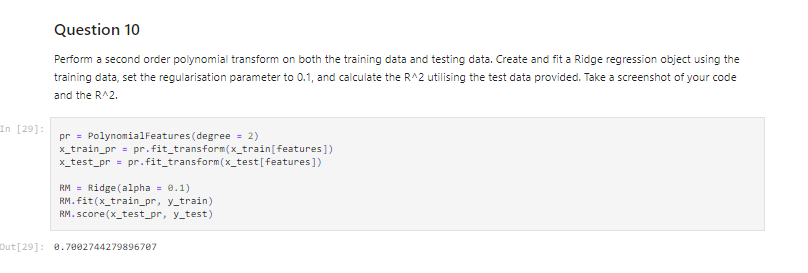 Question 10
Perform a second order polynomial transform on both the training data and testing data. Create and fit a Ridge regression object using the
training data, set the regularisation parameter to 0.1, and calculate the R^2 utilising the test data provided. Take a screenshot of your code
and the R^2.
In [29]:
pr = PolynomialFeatures(degree = 2)
x_train_pr = pr.fit_transform(x_train[features])
x_test_pr = pr.fit_transform(x_test[features])
RM = Ridge(alpha = 0.1)
RM.fit(x_train_pr, y_train)
RM.score(x_test_pr, y_test)
Out[29]: 0.7002744279896707